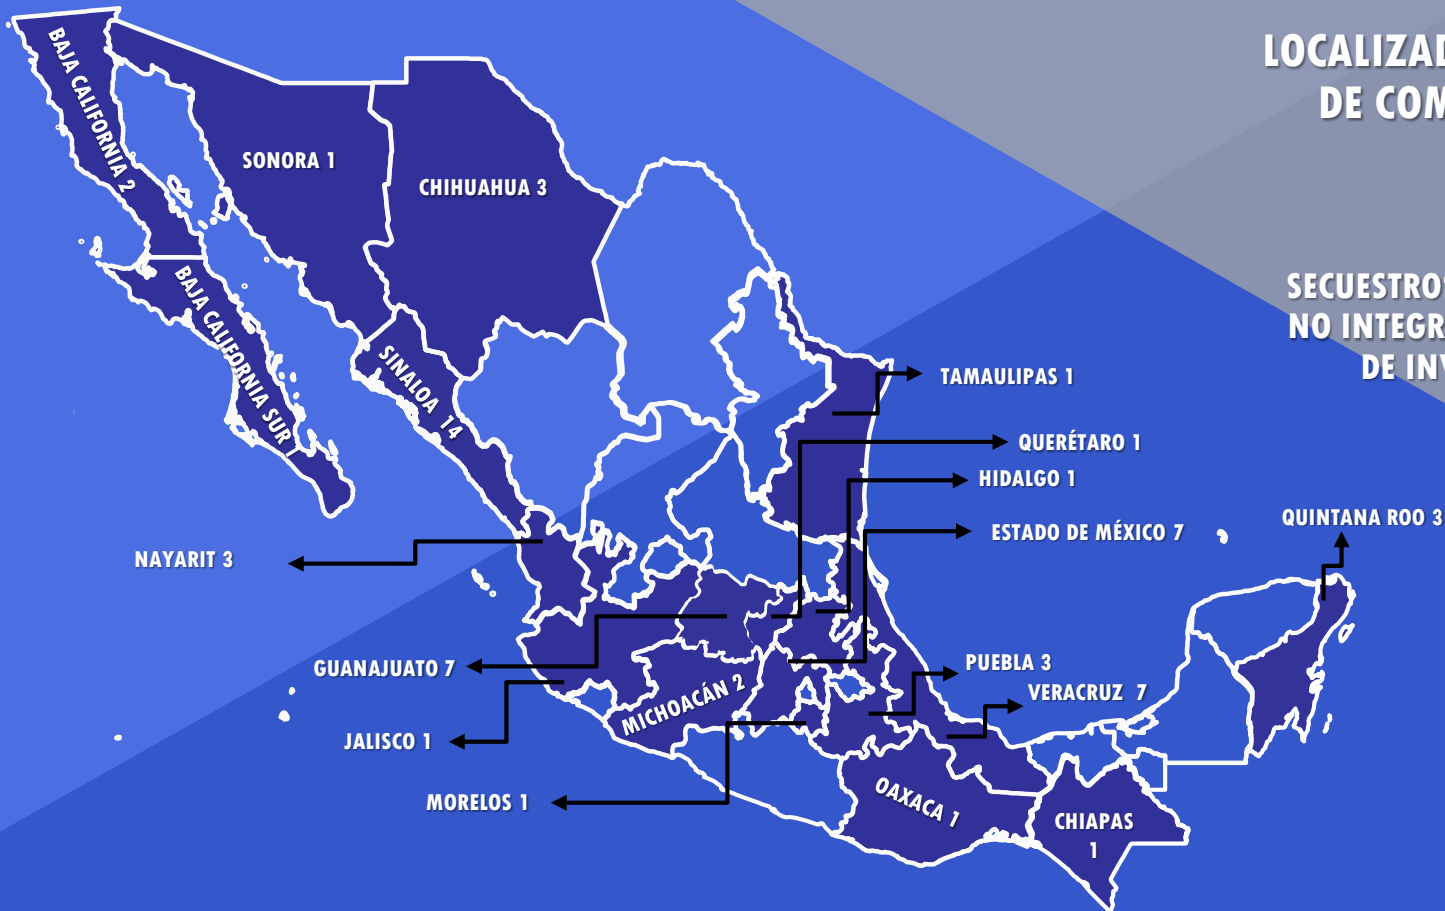 LOCALIZAD
DE COM
SECUESTROS
NO INTEGR
DE INV
BAJA CALIFORNIA 2
SONORA 1
CHIHUAHUA 3
BAJA CALIFORNIA SUR 1
SINALOA 14
TAMAULIPAS 1
QUERÉTARO 1
HIDALGO 1
ESTADO DE MÉXICO 7
QUINTANA ROO 3
NAYARIT 3
GUANAJUATO 7
PUEBLA 3
VERACRUZ 7
MICHOACÁN 2
JALISCO 1
MORELOS 1
OAXACA 1
CHIAPAS
1